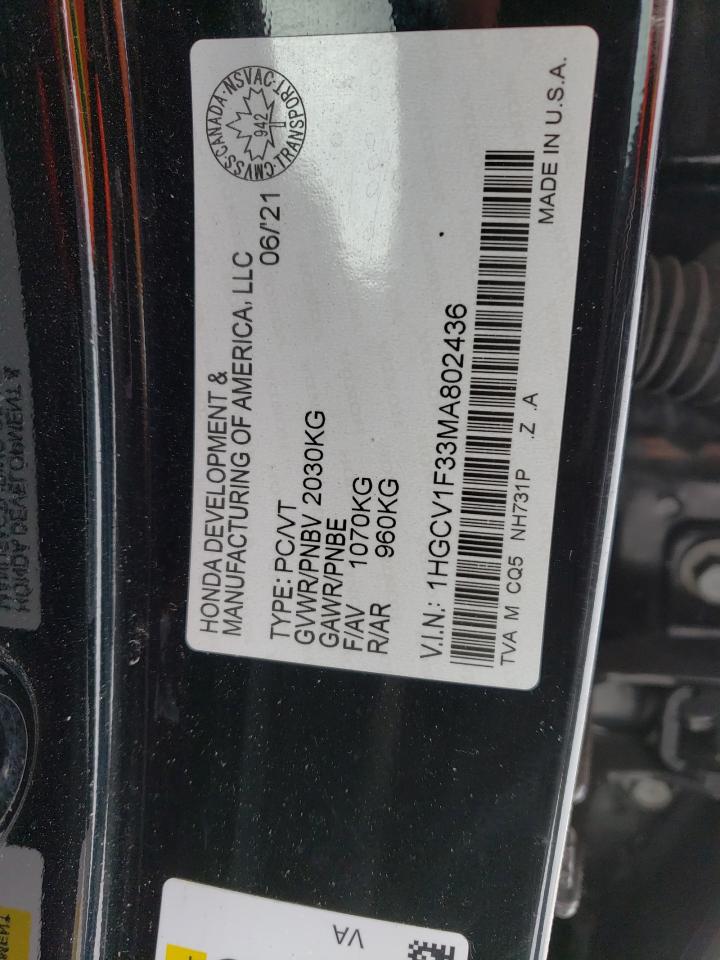 HONDA DEVELOPMENT &
MANUFACTURING OF AMERICA, LLC
06/'21
CMVSS·CANADA·NSVAC·TRANSPORT·
942
TYPE: PC/VT
GVWR/PNBV 2030KG
GAWR/PNBE
F/AV 1070KG
R/AR 960KG
V.I.N.: 1HGCV1F33MA802436
TVA M CQ5 NH731P .Z .A
MADE IN U.S.A.
VA